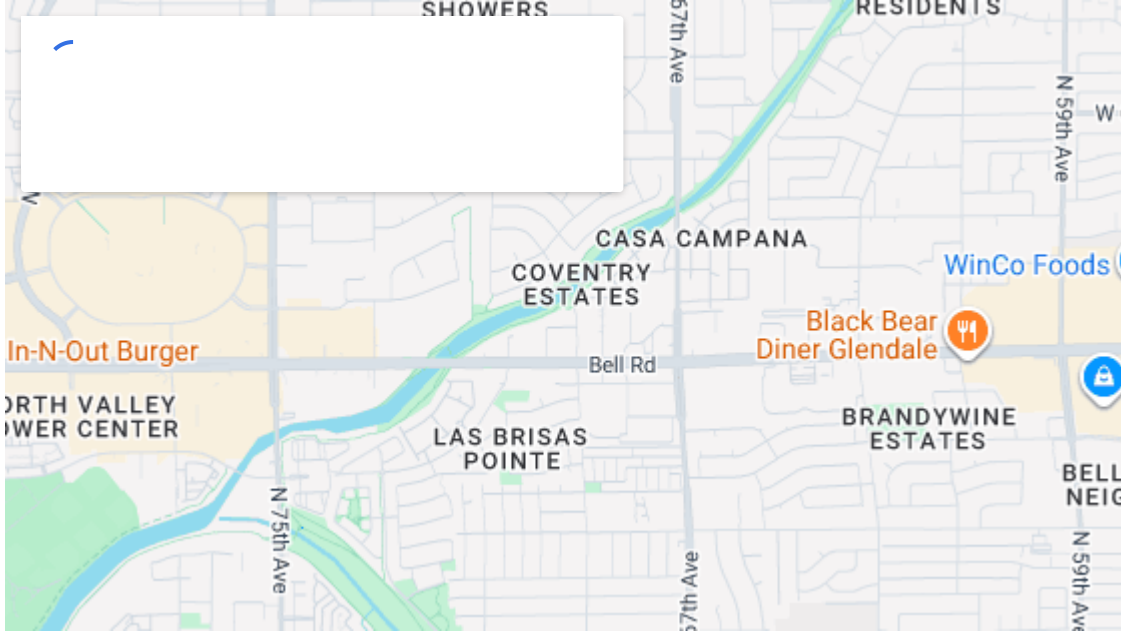 SHOWERS
RESIDENTS
67th Ave
N 59th Ave
W
CASA CAMPANA
COVENTRY
ESTATES
WinCo Foods
Black Bear
Diner Glendale
In-N-Out Burger
Bell Rd
ORTH VALLEY
OWER CENTER
BRANDYWINE
ESTATES
LAS BRISAS
POINTE
BELL
NEIG
N 75th Ave
67th Ave
N 59th Ave